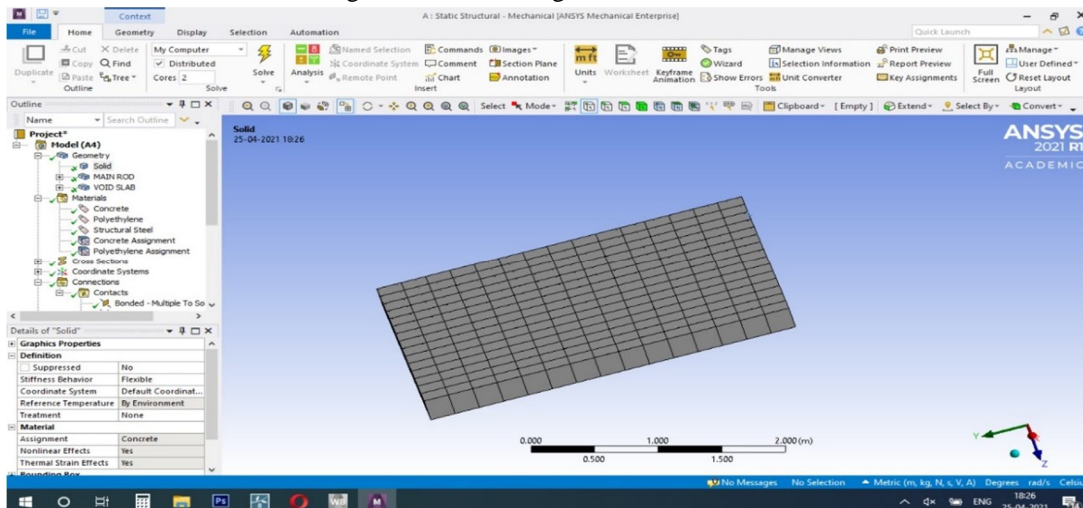 Context
A : Static Structural - Mechanical [ANSYS Mechanical Enterprise]
File Home Geometry Display Selection Automation Quick Launch
Duplicate
Cut
Copy
Paste
Delete
Find
Tree
Outline
My Computer
Distributed
Cores 2
Solve
Solve
Analysis
Named Selection
Coordinate System
Remote Point
Commands
Comment
Chart
Images
Section Plane
Annotation
Insert
Units
Worksheet
Keyframe Animation
Tags
Wizard
Show Errors
Manage Views
Selection Information
Unit Converter
Print Preview
Report Preview
Key Assignments
Tools
Full Screen
Manage
User Defined
Reset Layout
Layout
Outline
Name Search Outline
Select Mode Clipboard [ Empty ] Extend Select By Convert
Project*
Model (A4)
Geometry
Solid
MAIN ROD
VOID SLAB
Materials
Concrete
Polyethylene
Structural Steel
Concrete Assignment
Polyethylene Assignment
Cross Sections
Coordinate Systems
Connections
Contacts
Bonded - Multiple To So
Details of "Solid"
Graphics Properties
Definition
Suppressed No
Stiffness Behavior Flexible
Coordinate System Default Coordinat...
Reference Temperature By Environment
Treatment None
Material
Assignment Concrete
Nonlinear Effects Yes
Thermal Strain Effects Yes
Bounding Box
Solid
25-04-2021 18:26
ANSYS
2021 R1
ACADEMIC
0.000 1.000 2.000 (m)
0.500 1.500
Y
Z
No Messages No Selection Metric (m, kg, N, s, V, A) Degrees rad/s Celsiu
Ps
ENG
18:26
25-04-2021